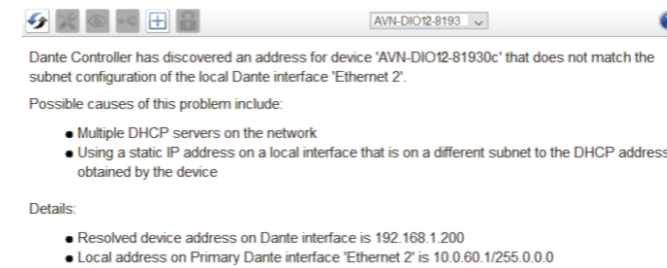 AVN-DIO12-8193
Dante Controller has discovered an address for device 'AVN-DIO12-81930c' that does not match the
subnet configuration of the local Dante interface 'Ethernet 2'.
Possible causes of this problem include:
● Multiple DHCP servers on the network
● Using a static IP address on a local interface that is on a different subnet to the DHCP address
obtained by the device
Details:
● Resolved device address on Dante interface is 192.168.1.200
● Local address on Primary Dante interface 'Ethernet 2' is 10.0.60.1/255.0.0.0